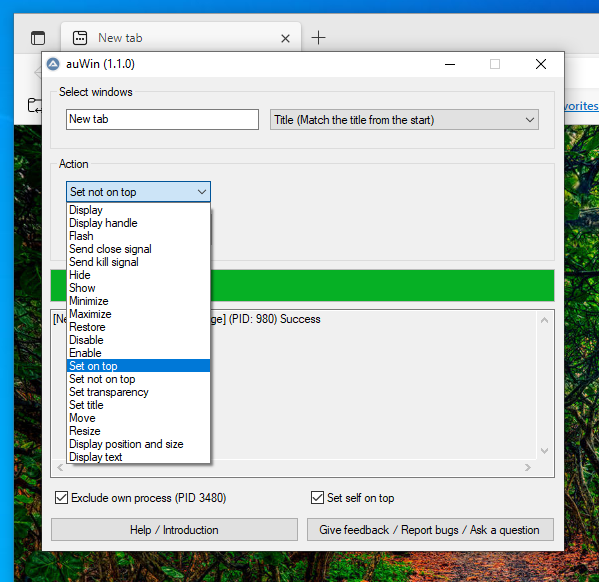 New tab
auWin (1.1.0)
Select windows
New tab
Title (Match the title from the start)
vorites
Action
Set not on top
Display
Display handle
Flash
Send close signal
Send kill signal
Hide
Show
Minimize
Maximize
Restore
Disable
Enable
Set on top
Set not on top
Set transparency
Set title
Move
Resize
Display position and size
Display text
[Ne
ge] (PID: 980) Success
Exclude own process (PID 3480)
Set self on top
Help / Introduction
Give feedback / Report bugs / Ask a question